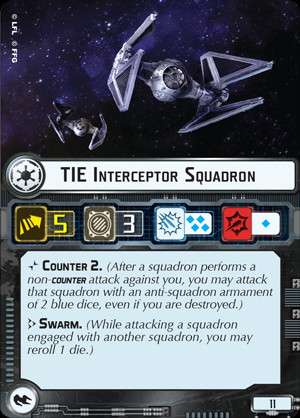 © LFL © FFG
TIE Interceptor Squadron
5
3
Counter 2. (After a squadron performs a
non-counter attack against you, you may attack
that squadron with an anti-squadron armament
of 2 blue dice, even if you are destroyed.)
Swarm. (While attacking a squadron
engaged with another squadron, you may
reroll 1 die.)
11